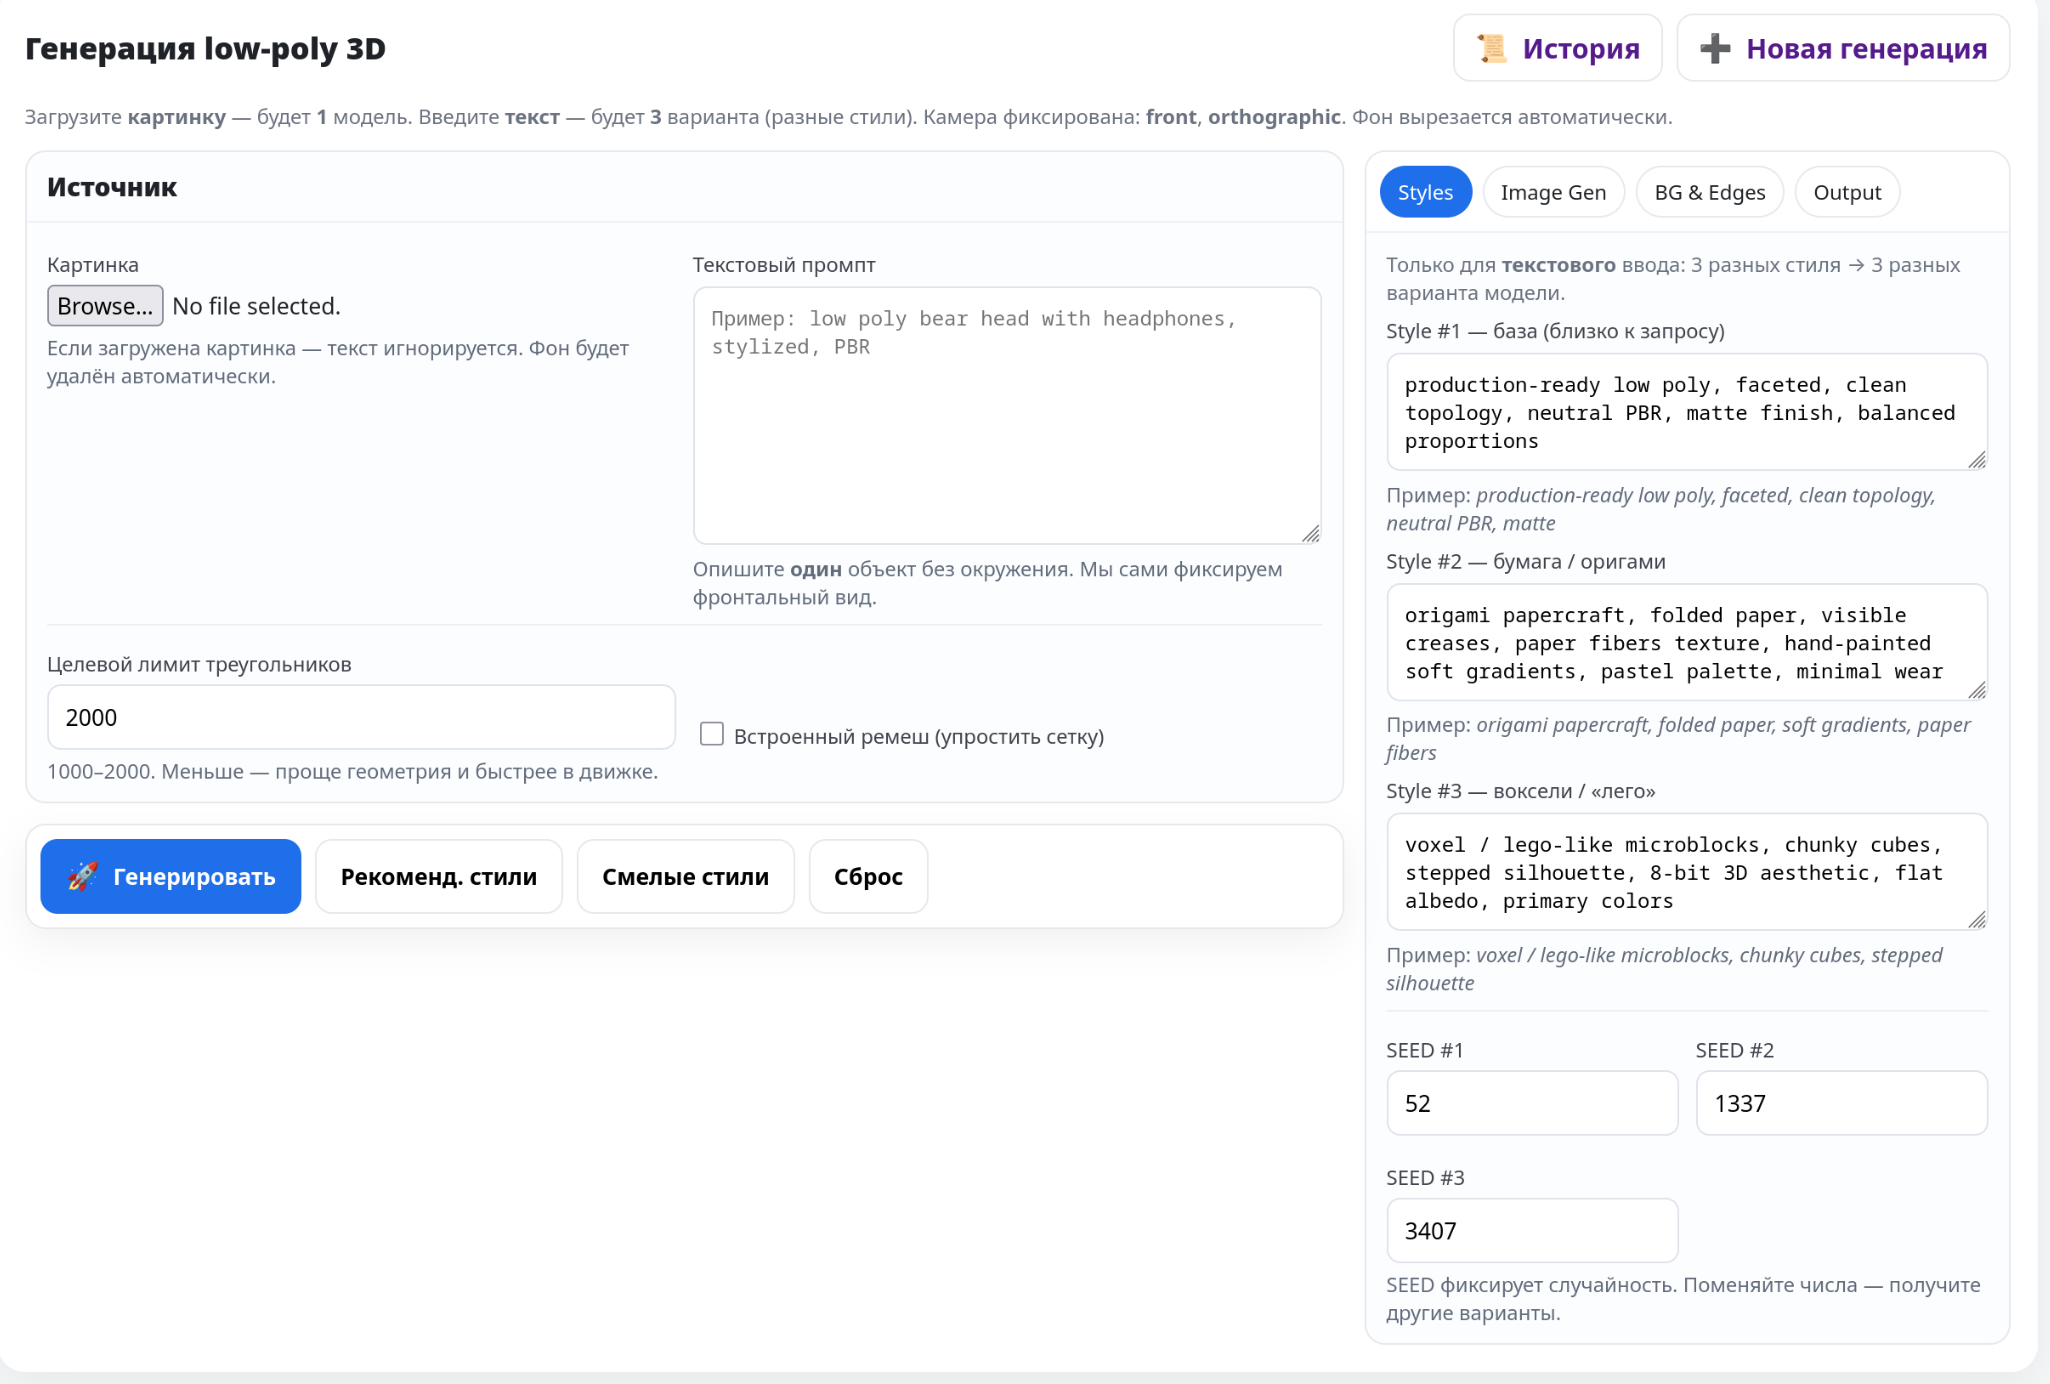 Генерация low-poly 3D
📜 История
➕ Новая генерация
Загрузите картинку — будет 1 модель. Введите текст — будет 3 варианта (разные стили). Камера фиксирована: front, orthographic. Фон вырезается автоматически.
Источник
Картинка
Browse... No file selected.
Если загружена картинка — текст игнорируется. Фон будет
удалён автоматически.
Текстовый промпт
Пример: low poly bear head with headphones,
stylized, PBR
Опишите один объект без окружения. Мы сами фиксируем
фронтальный вид.
Целевой лимит треугольников
2000
1000–2000. Меньше — проще геометрия и быстрее в движке.
Встроенный ремеш (упростить сетку)
🚀 Генерировать
Рекоменд. стили
Смелые стили
Сброс
Styles
Image Gen
BG & Edges
Output
Только для текстового ввода: 3 разных стиля → 3 разных
варианта модели.
Style #1 — база (близко к запросу)
production-ready low poly, faceted, clean
topology, neutral PBR, matte finish, balanced
proportions
Пример: production-ready low poly, faceted, clean topology,
neutral PBR, matte
Style #2 — бумага / оригами
origami papercraft, folded paper, visible
creases, paper fibers texture, hand-painted
soft gradients, pastel palette, minimal wear
Пример: origami papercraft, folded paper, soft gradients, paper
fibers
Style #3 — воксели / «лего»
voxel / lego-like microblocks, chunky cubes,
stepped silhouette, 8-bit 3D aesthetic, flat
albedo, primary colors
Пример: voxel / lego-like microblocks, chunky cubes, stepped
silhouette
SEED #1
52
SEED #2
1337
SEED #3
3407
SEED фиксирует случайность. Поменяйте числа — получите
другие варианты.